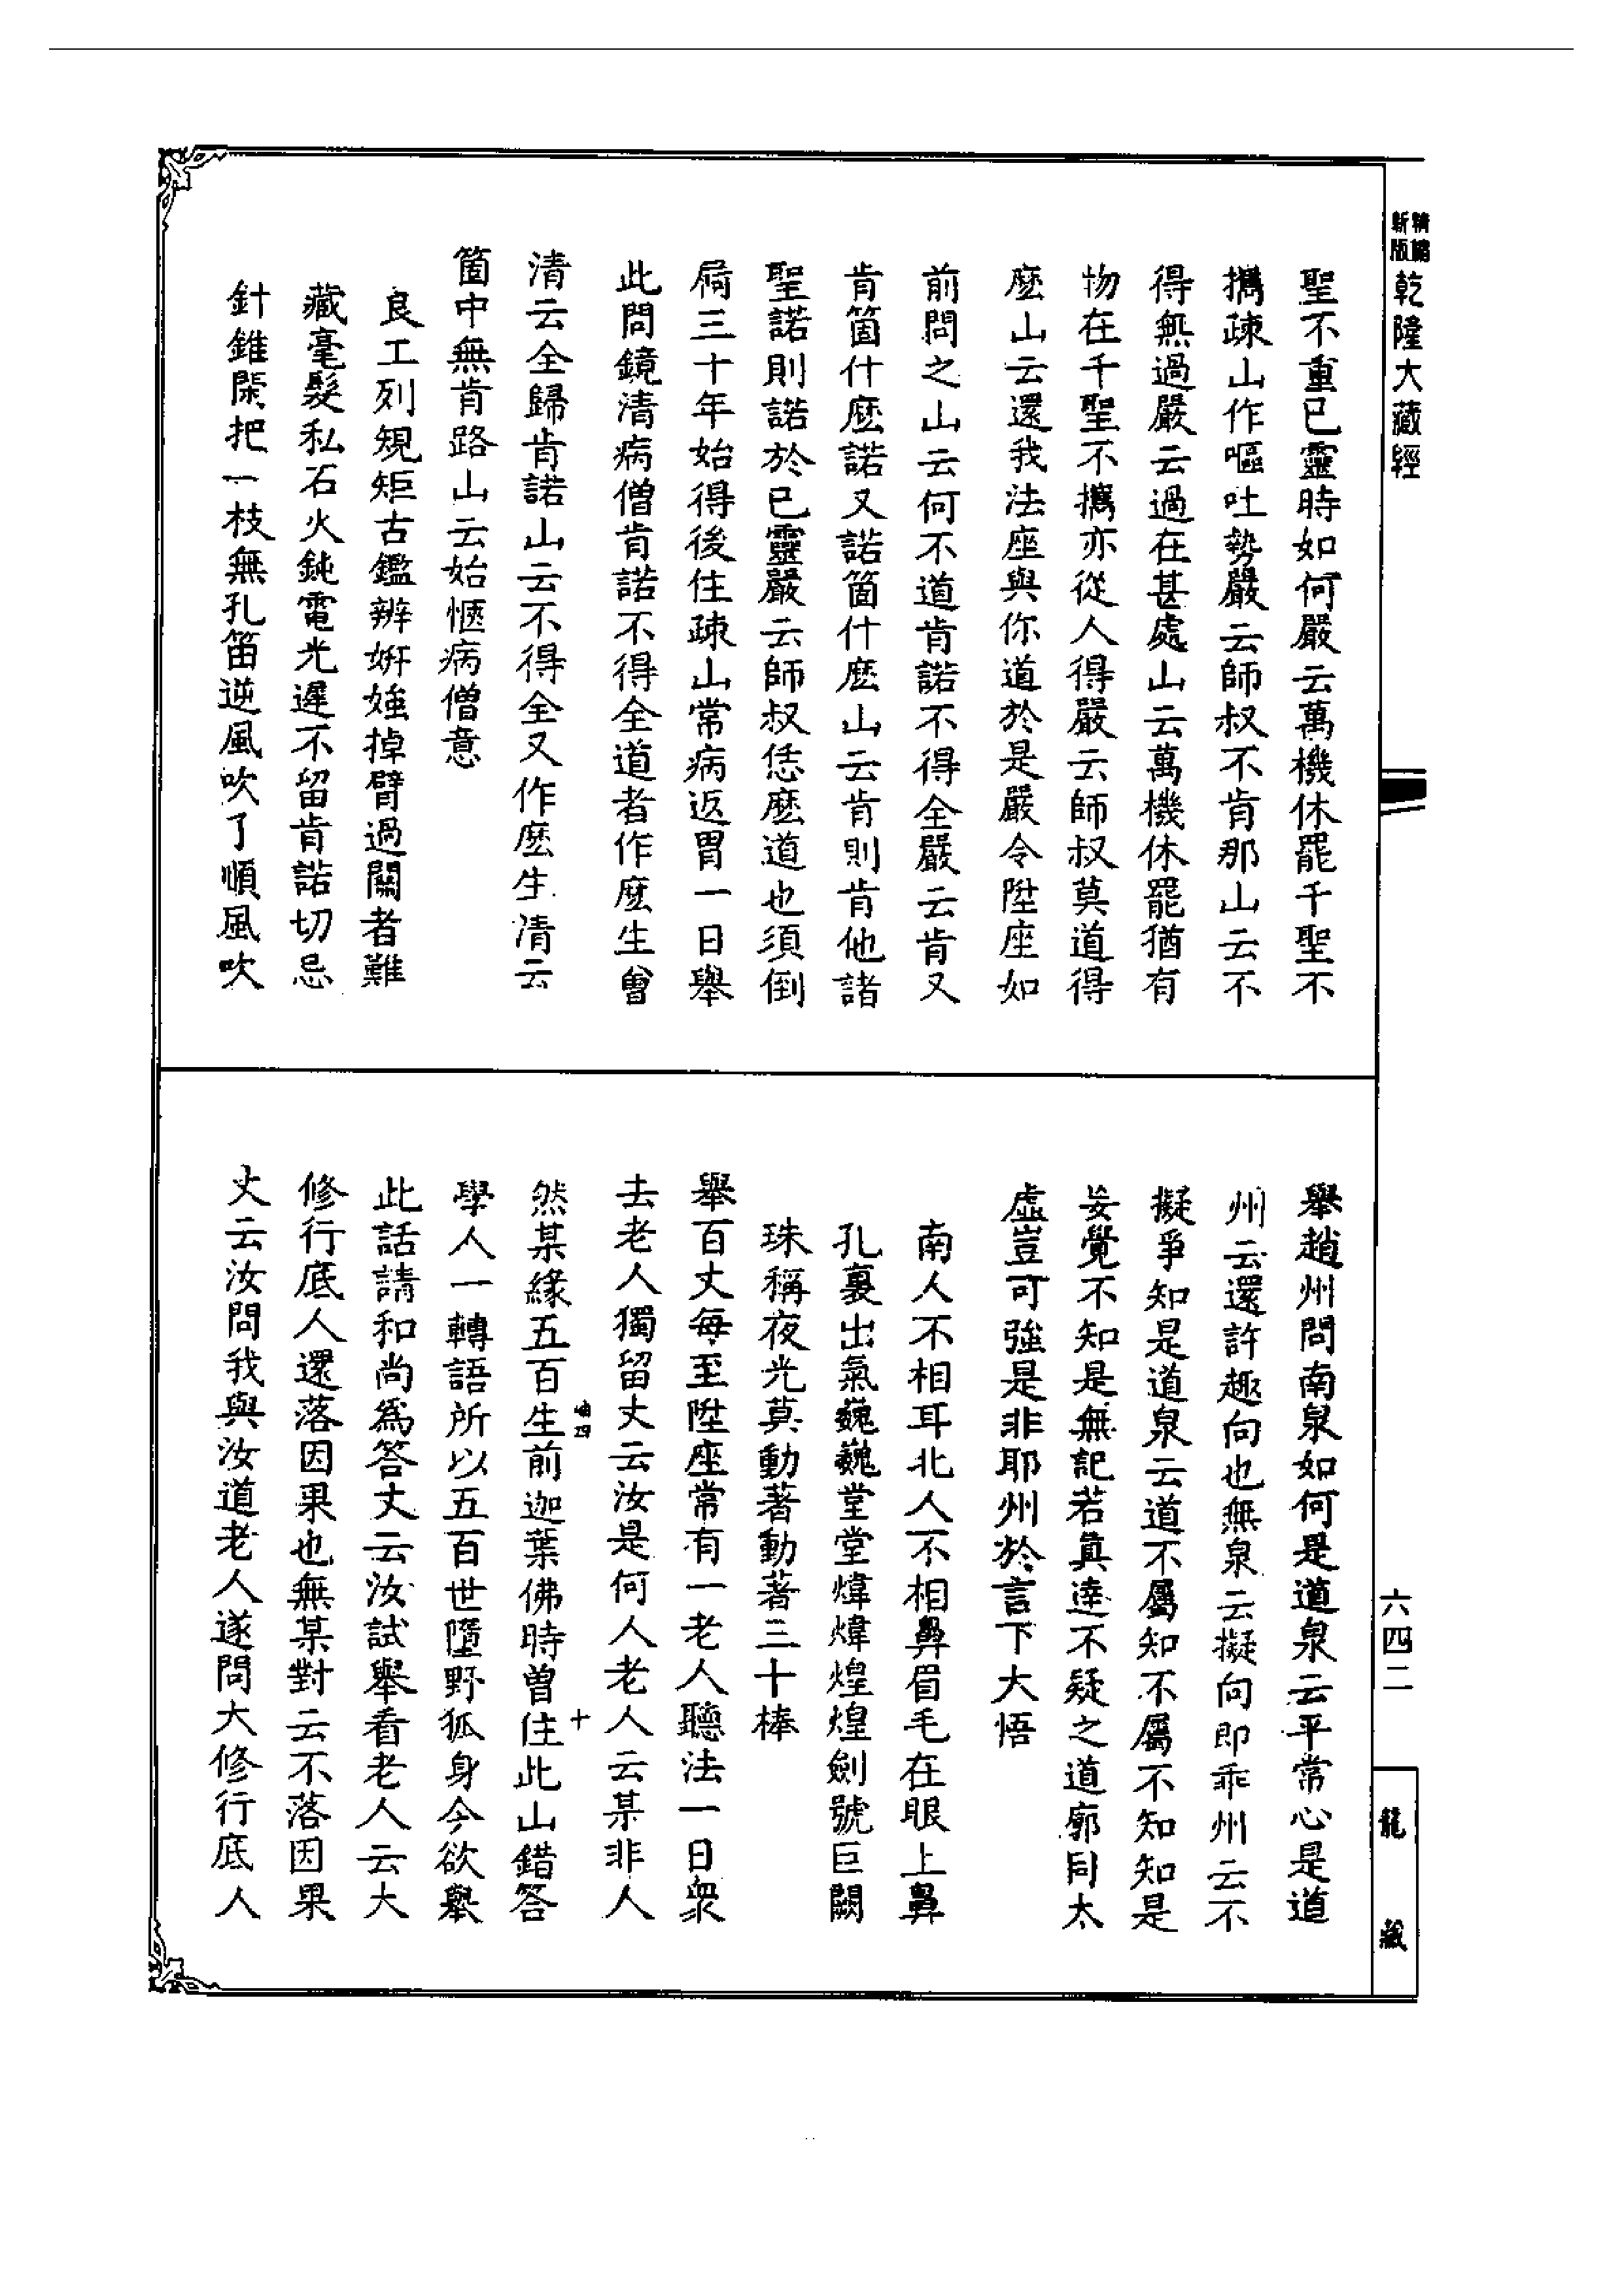 精編新版
乾隆大藏經
聖不重已靈時如何嚴云萬機休罷千聖不
攜疎山作嘔吐勢嚴云師叔不肯那山云不
得無過嚴云過在甚處山云萬機休罷猶有
物在千聖不攜亦從人得嚴云師叔莫道得
麽山云還我法座與你道於是嚴令陞座如
前問之山云何不道肯諾不得全嚴云肯又
肯箇什麽諾又諾箇什麽山云肯則肯他諸
聖諾則諾於已靈嚴云師叔恁麽道也須倒
屙三十年始得後住疎山常病返胃一日舉
此問鏡清病僧肯諾不得全道者作麽生曾
清云全歸肯諾山云不得全又作麽生清云
箇中無肯路山云始愜病僧意
良工列規矩古鑑辨妍媸掉臂過關者難
藏毫髮私石火鈍電光遲不留肯諾切忌
針錐閑把一枝無孔笛逆風吹了順風吹
六四二
龍藏
舉趙州問南泉如何是道泉云平常心是道
州云還許趣向也無泉云擬向即乖州云不
擬爭知是道泉云道不屬知不屬不知知是
妄覺不知是無記若真達不疑之道廓同太
虛豈可強是非耶州於言下大悟
南人不相耳北人不相鼻眉毛在眼上鼻
孔裏出氣巍巍堂堂煒煒煌煌劍號巨闕
珠稱夜光莫動著動著三十棒
舉百丈每至陞座常有一老人聽法一日衆
去老人獨留丈云汝是何人老人云某非人
十
然某緣五百生前迦葉佛時曾住此山錯答
學人一轉語所以五百世墮野狐身今欲舉
此話請和尚爲答丈云汝試舉看老人云大
修行底人還落因果也無某對云不落因果
丈云汝問我與汝道老人遂問大修行底人